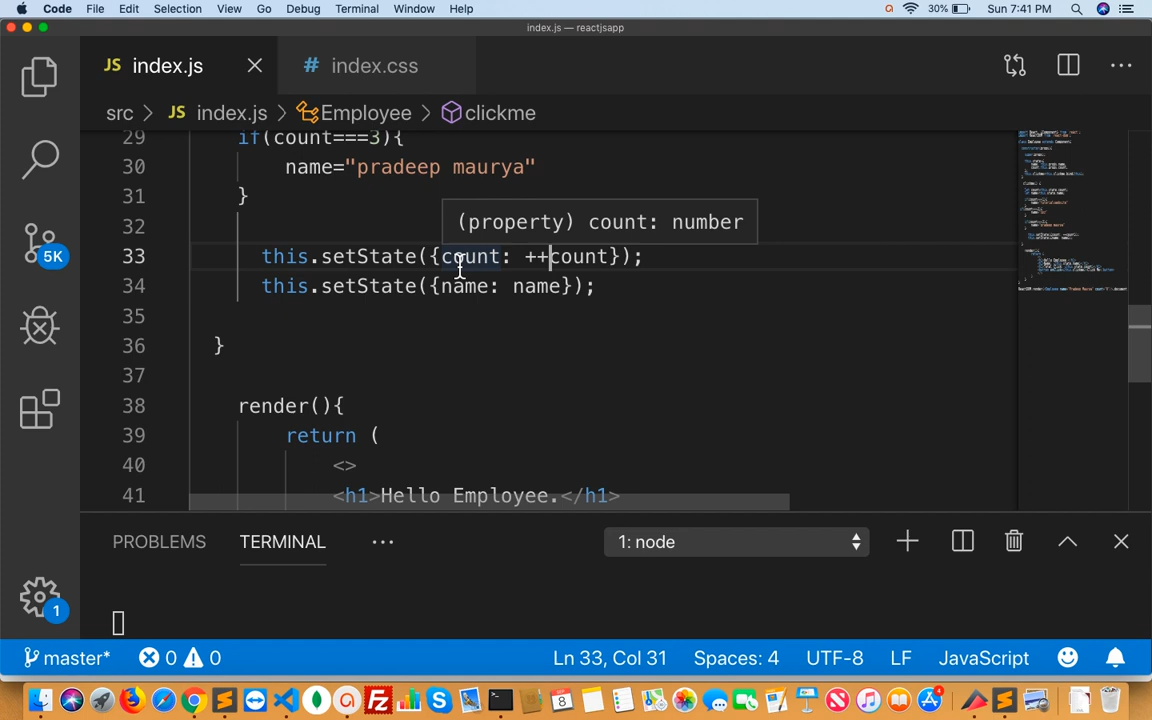 Code File Edit Selection View Go Debug Terminal Window Help 30% Sun 7:41 PM
index.js — reactjsapp
JS index.js # index.css
src > JS index.js > Employee > clickme
29 if(count===3){
30 name="pradeep maurya"
31 }
32
(property) count: number
33 this.setState({count: ++count});
34 this.setState({name: name});
35
36 }
37
38 render(){
39 return (
40 <>
41 <h1>Hello Employee.</h1>
5K
PROBLEMS TERMINAL ••• 1: node
1
master* 0 0 Ln 33, Col 31 Spaces: 4 UTF-8 LF JavaScript